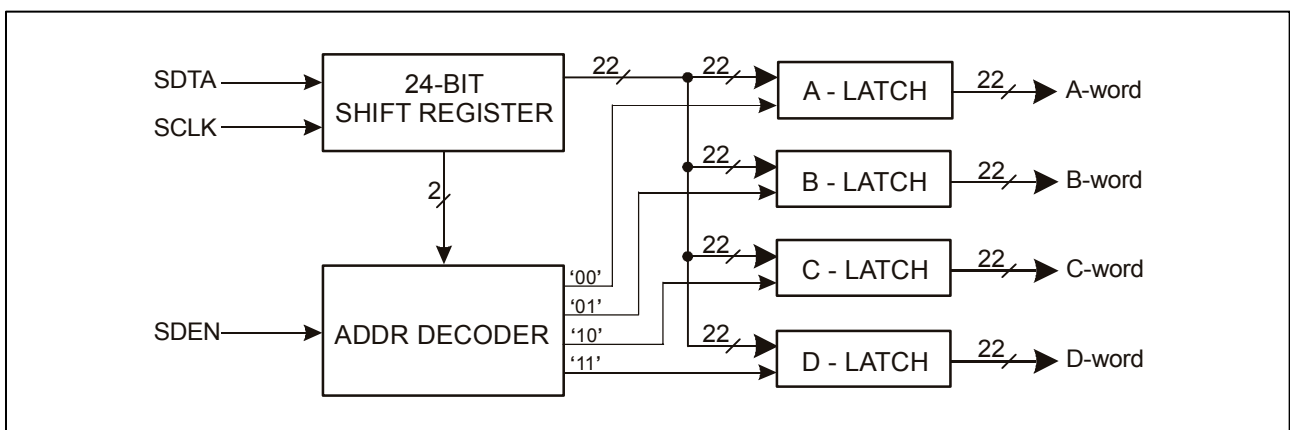 SDTA
SCLK
24-BIT
SHIFT REGISTER
22
22
A - LATCH
22
A-word
22
B - LATCH
22
B-word
2
22
C - LATCH
22
C-word
SDEN
ADDR DECODER
‘00’
‘01’
‘10’
‘11’
22
D - LATCH
22
D-word